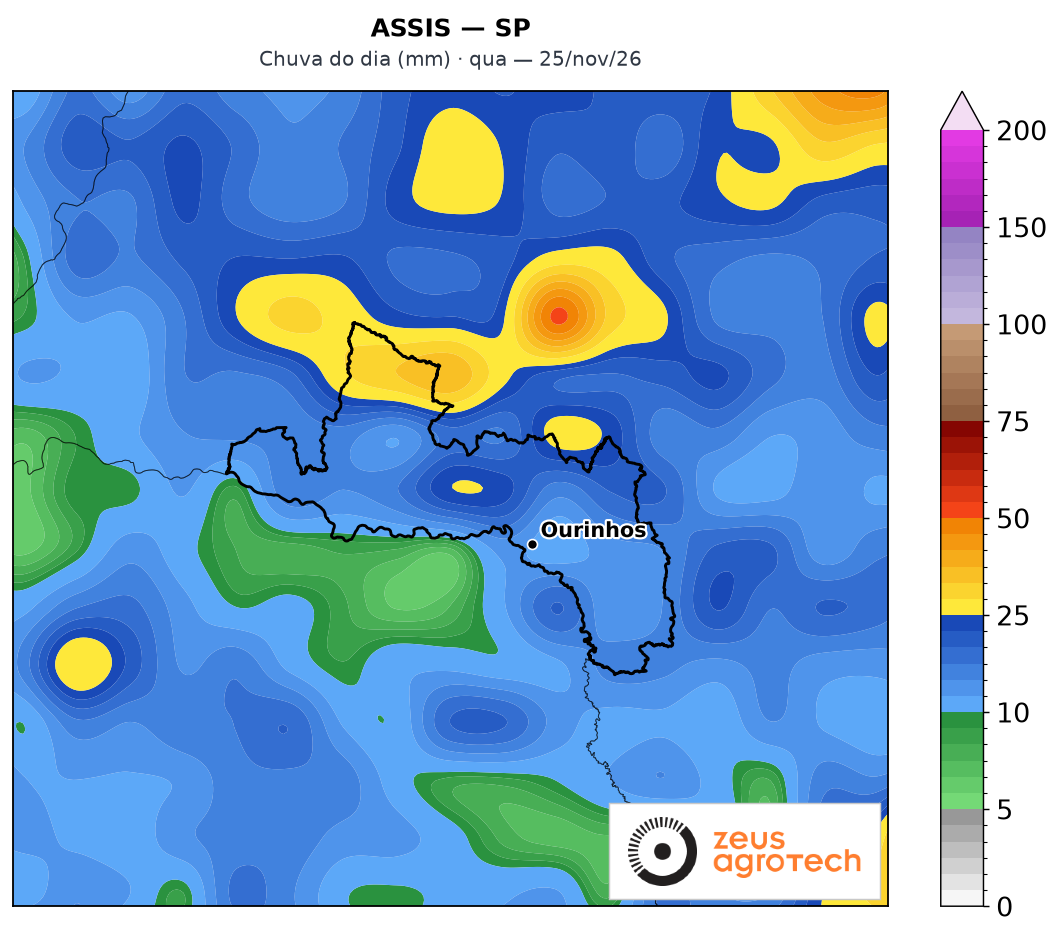 ASSIS — SP
Chuva do dia (mm) · qua — 25/nov/26
200
150
100
75
50
25
10
5
0
Ourinhos
zeus
agrotech